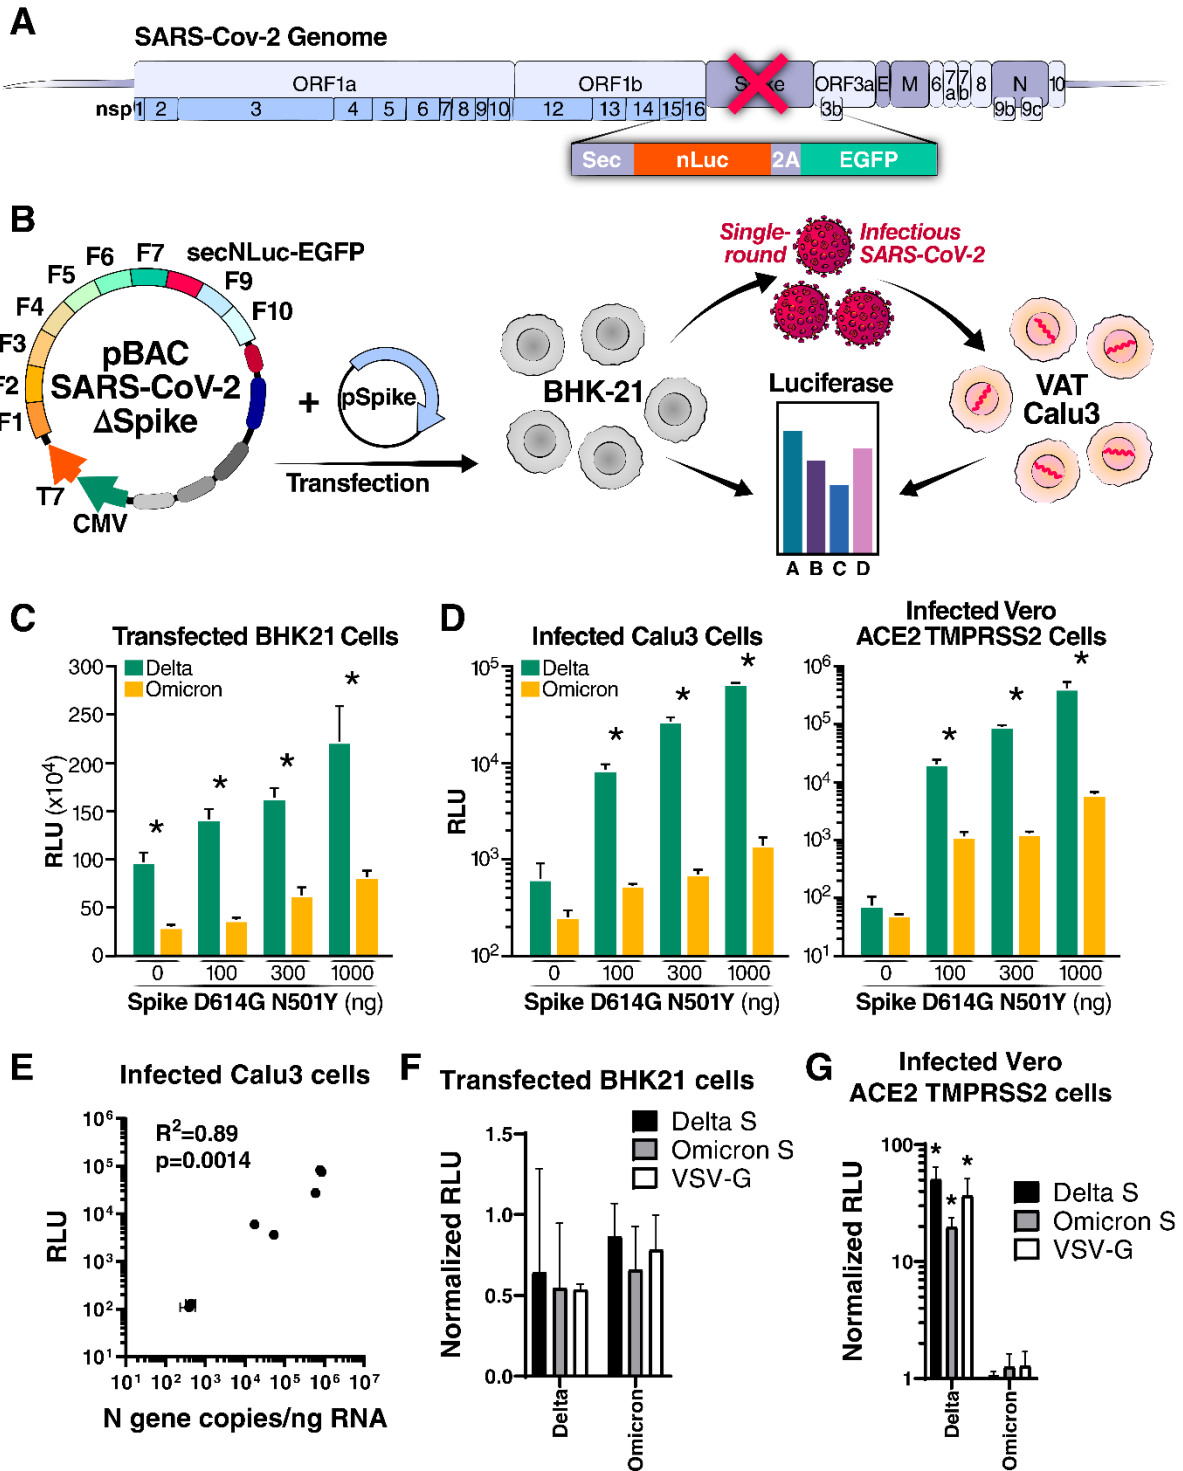 A
SARS-Cov-2 Genome
ORF1a ORF1b Spike ORF3a E M 6 7a 7b 8 N 10
nsp 1 2 3 4 5 6 7 8 9 10 12 13 14 15 16 3b 9b 9c
Sec nLuc 2A EGFP
B
F1 F2 F3 F4 F5 F6 F7 secNLuc-EGFP F9 F10
pBAC
SARS-CoV-2
ΔSpike
T7
CMV
+
pSpike
Transfection
BHK-21
Single-round Infectious SARS-CoV-2
Luciferase
A B C D
VAT
Calu3
C
Transfected BHK21 Cells
Delta
Omicron
RLU (x10⁴)
300
250
200
150
100
50
0
* * * *
0 100 300 1000
Spike D614G N501Y (ng)
D
Infected Calu3 Cells
Delta
Omicron
RLU
10⁵
10⁴
10³
10²
* * *
0 100 300 1000
Infected Vero
ACE2 TMPRSS2 Cells
10⁶
10⁵
10⁴
10³
10²
10¹
* * *
0 100 300 1000
Spike D614G N501Y (ng)
E
Infected Calu3 cells
R²=0.89
p=0.0014
RLU
10⁶
10⁵
10⁴
10³
10²
10¹
10¹ 10² 10³ 10⁴ 10⁵ 10⁶ 10⁷
N gene copies/ng RNA
F
Transfected BHK21 cells
Delta S
Omicron S
VSV-G
Normalized RLU
1.5
1.0
0.5
0.0
Delta
Omicron
G
Infected Vero
ACE2 TMPRSS2 cells
Delta S
Omicron S
VSV-G
Normalized RLU
100
10
1
* * *
Delta
Omicron